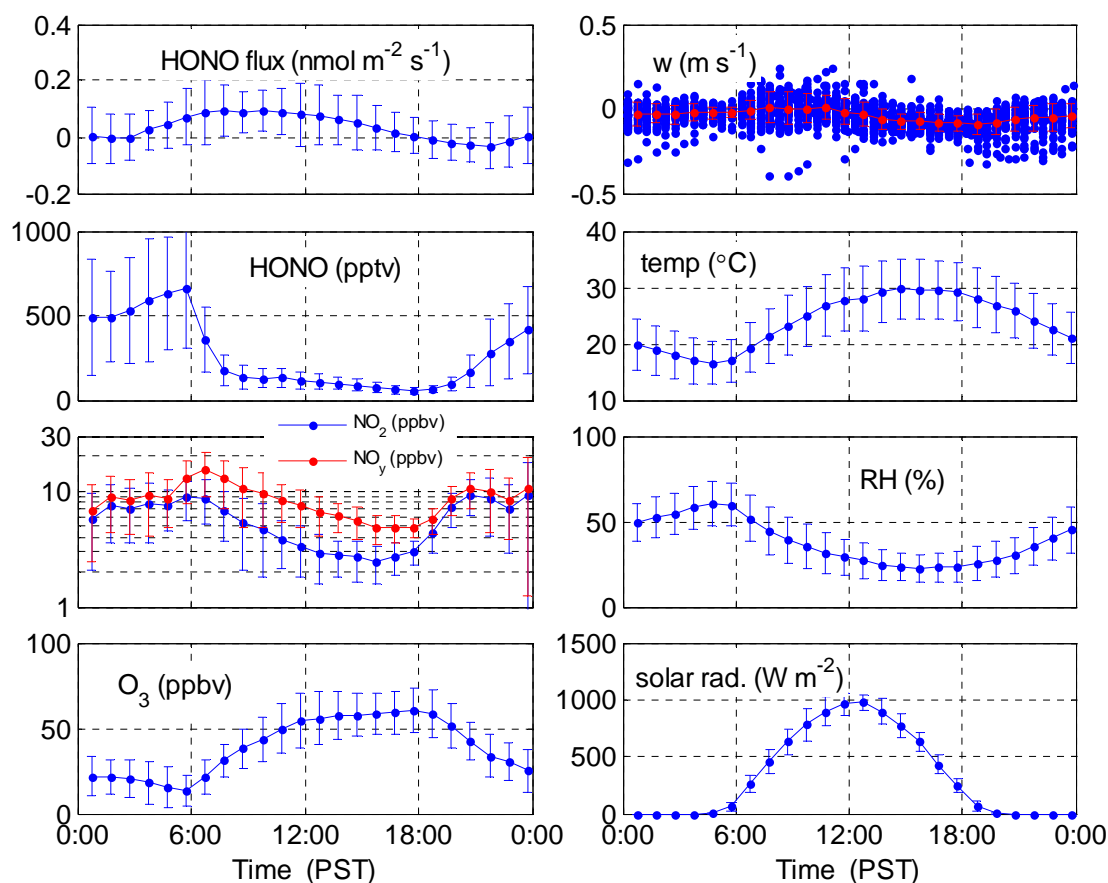 HONO flux (nmol m⁻² s⁻¹)
0.4
0.2
0
-0.2
w (m s⁻¹)
0.5
0
-0.5
HONO (pptv)
1000
500
0
temp (°C)
40
30
20
10
NO₂ (ppbv)
NOy (ppbv)
30
10
1
RH (%)
100
50
0
O₃ (ppbv)
100
50
0
0:00 6:00 12:00 18:00 0:00
Time (PST)
solar rad. (W m⁻²)
1500
1000
500
0
0:00 6:00 12:00 18:00 0:00
Time (PST)